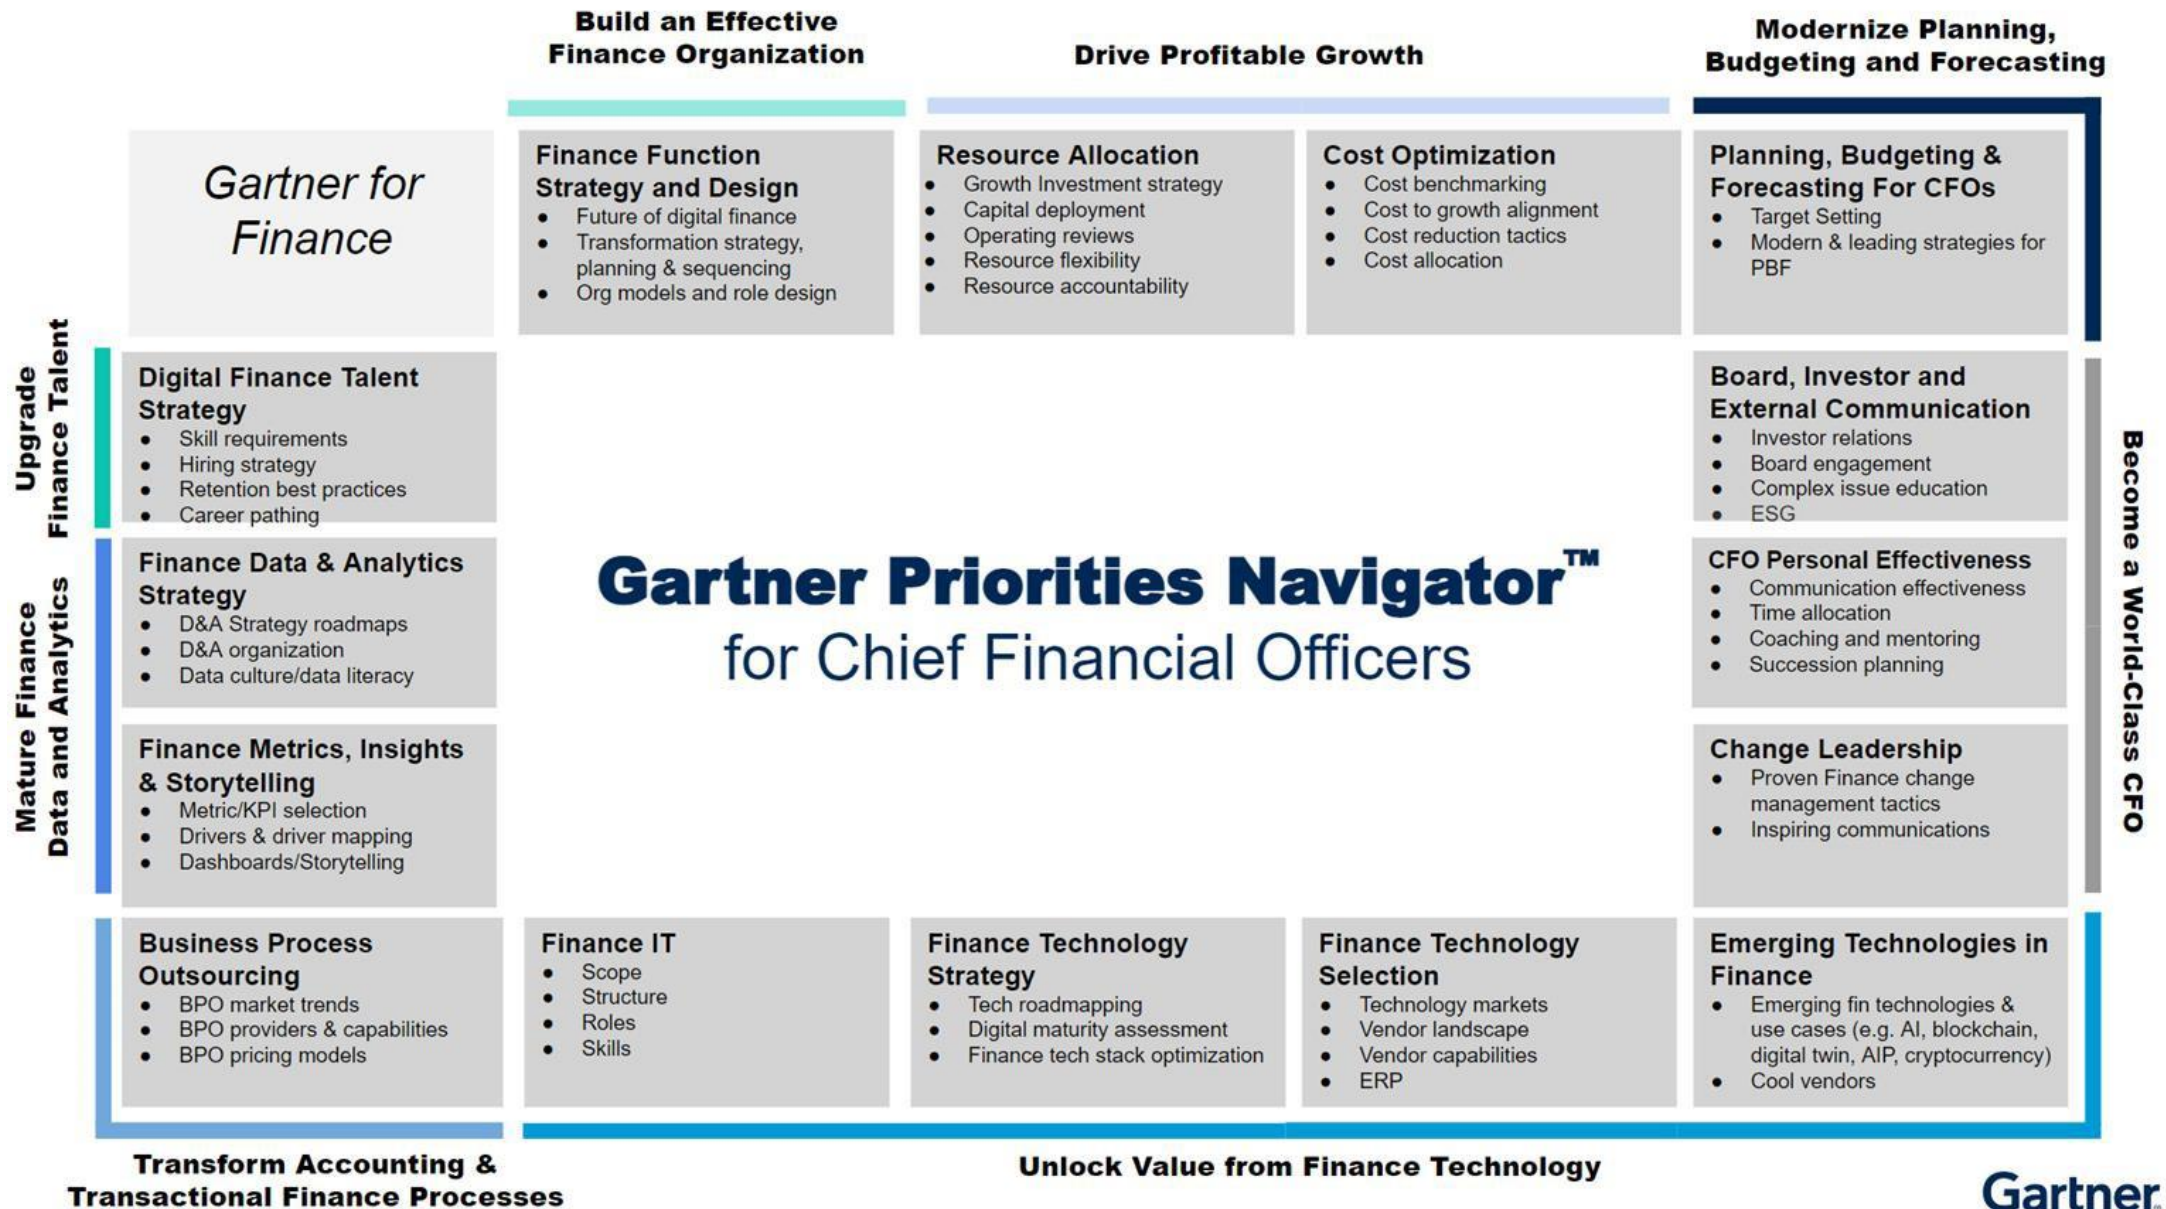 Build an Effective
Finance Organization
Drive Profitable Growth
Modernize Planning,
Budgeting and Forecasting
Gartner for
Finance
Finance Function
Strategy and Design
• Future of digital finance
• Transformation strategy,
planning & sequencing
• Org models and role design
Resource Allocation
• Growth Investment strategy
• Capital deployment
• Operating reviews
• Resource flexibility
• Resource accountability
Cost Optimization
• Cost benchmarking
• Cost to growth alignment
• Cost reduction tactics
• Cost allocation
Planning, Budgeting &
Forecasting For CFOs
• Target Setting
• Modern & leading strategies for
PBF
Upgrade
Finance Talent
Digital Finance Talent
Strategy
• Skill requirements
• Hiring strategy
• Retention best practices
• Career pathing
Board, Investor and
External Communication
• Investor relations
• Board engagement
• Complex issue education
• ESG
Become a World-Class CFO
Mature Finance
Data and Analytics
Finance Data & Analytics
Strategy
• D&A Strategy roadmaps
• D&A organization
• Data culture/data literacy
Gartner Priorities Navigator™
for Chief Financial Officers
CFO Personal Effectiveness
• Communication effectiveness
• Time allocation
• Coaching and mentoring
• Succession planning
Finance Metrics, Insights
& Storytelling
• Metric/KPI selection
• Drivers & driver mapping
• Dashboards/Storytelling
Change Leadership
• Proven Finance change
management tactics
• Inspiring communications
Business Process
Outsourcing
• BPO market trends
• BPO providers & capabilities
• BPO pricing models
Finance IT
• Scope
• Structure
• Roles
• Skills
Finance Technology
Strategy
• Tech roadmapping
• Digital maturity assessment
• Finance tech stack optimization
Finance Technology
Selection
• Technology markets
• Vendor landscape
• Vendor capabilities
• ERP
Emerging Technologies in
Finance
• Emerging fin technologies &
use cases (e.g. AI, blockchain,
digital twin, AIP, cryptocurrency)
• Cool vendors
Transform Accounting &
Transactional Finance Processes
Unlock Value from Finance Technology
Gartner®